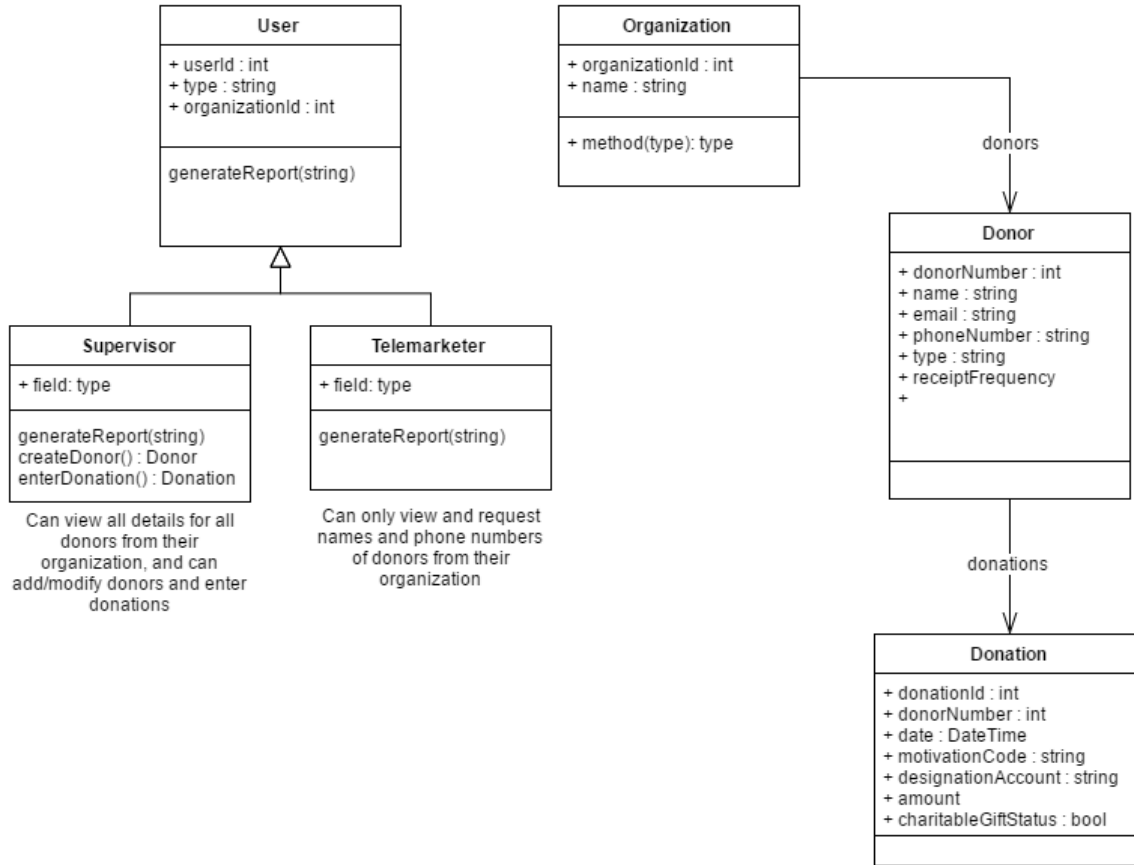 User
+ userId : int
+ type : string
+ organizationId : int
generateReport(string)
Organization
+ organizationId : int
+ name : string
+ method(type): type
donors
Donor
+ donorNumber : int
+ name : string
+ email : string
+ phoneNumber : string
+ type : string
+ receiptFrequency
+
Supervisor
+ field: type
generateReport(string)
createDonor() : Donor
enterDonation() : Donation
Can view all details for all
donors from their
organization, and can
add/modify donors and enter
donations
Telemarketer
+ field: type
generateReport(string)
Can only view and request
names and phone numbers
of donors from their
organization
donations
Donation
+ donationId : int
+ donorNumber : int
+ date : DateTime
+ motivationCode : string
+ designationAccount : string
+ amount
+ charitableGiftStatus : bool